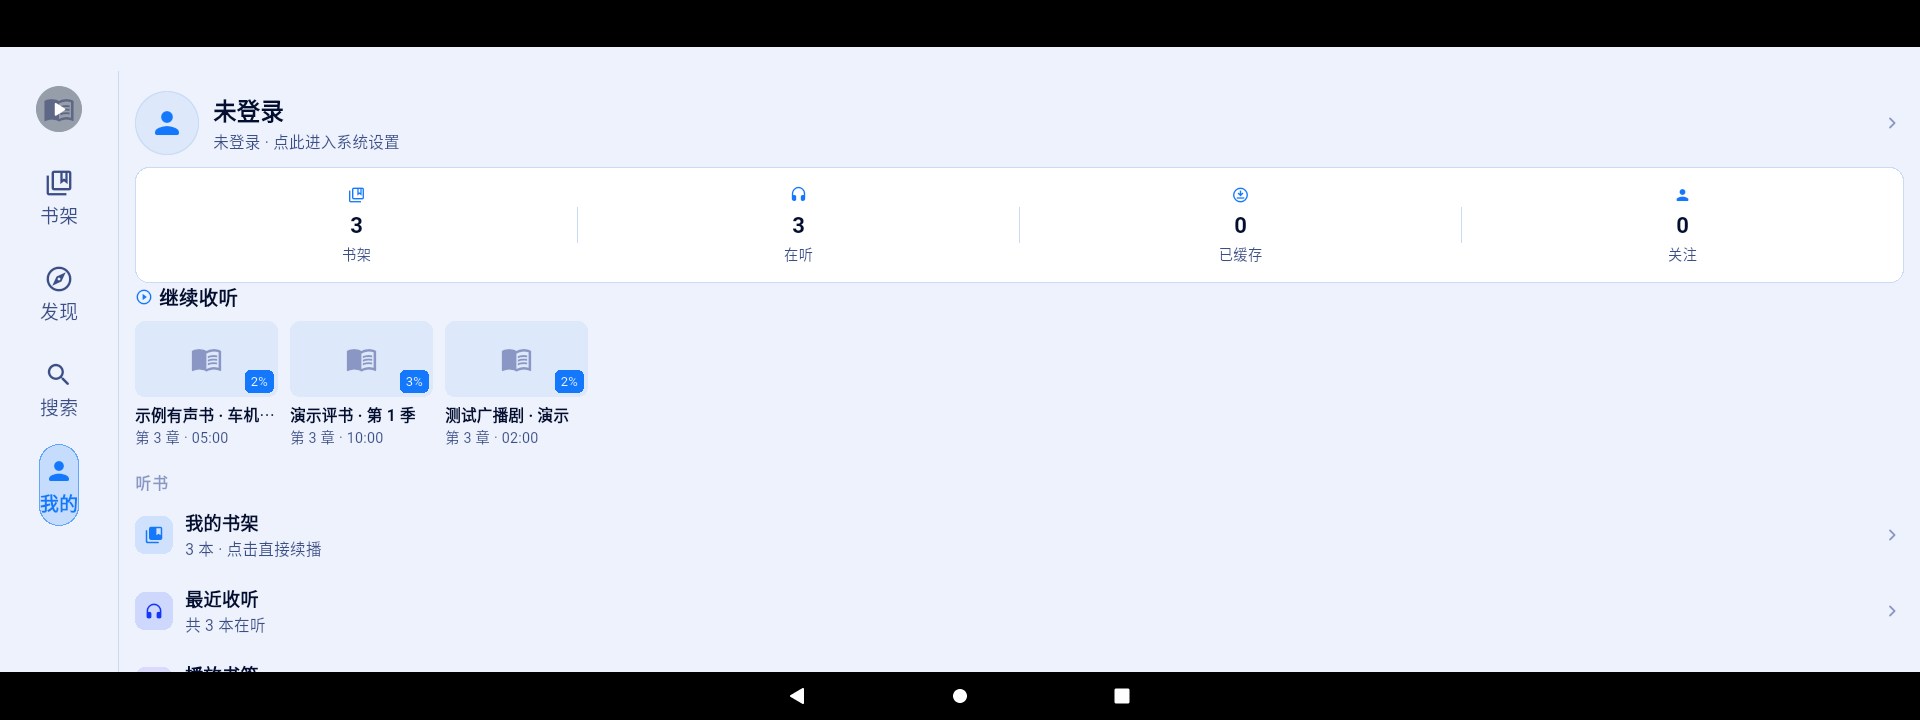 书架
发现
搜索
我的
未登录
未登录 · 点此进入系统设置
3
书架
3
在听
0
已缓存
0
关注
继续收听
2%
3%
2%
示例有声书 · 车机…
演示评书 · 第 1 季
测试广播剧 · 演示
第 3 章 · 05:00
第 3 章 · 10:00
第 3 章 · 02:00
听书
我的书架
3 本 · 点击直接续播
最近收听
共 3 本在听